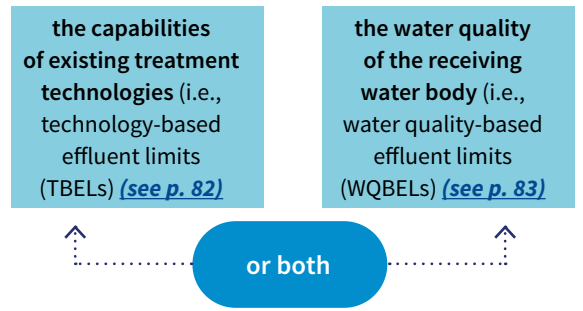 the capabilities
of existing treatment
technologies (i.e.,
technology-based
effluent limits
(TBELs) (see p. 82)
the water quality
of the receiving
water body (i.e.,
water quality-based
effluent limits
(WQBELs) (see p. 83)
or both